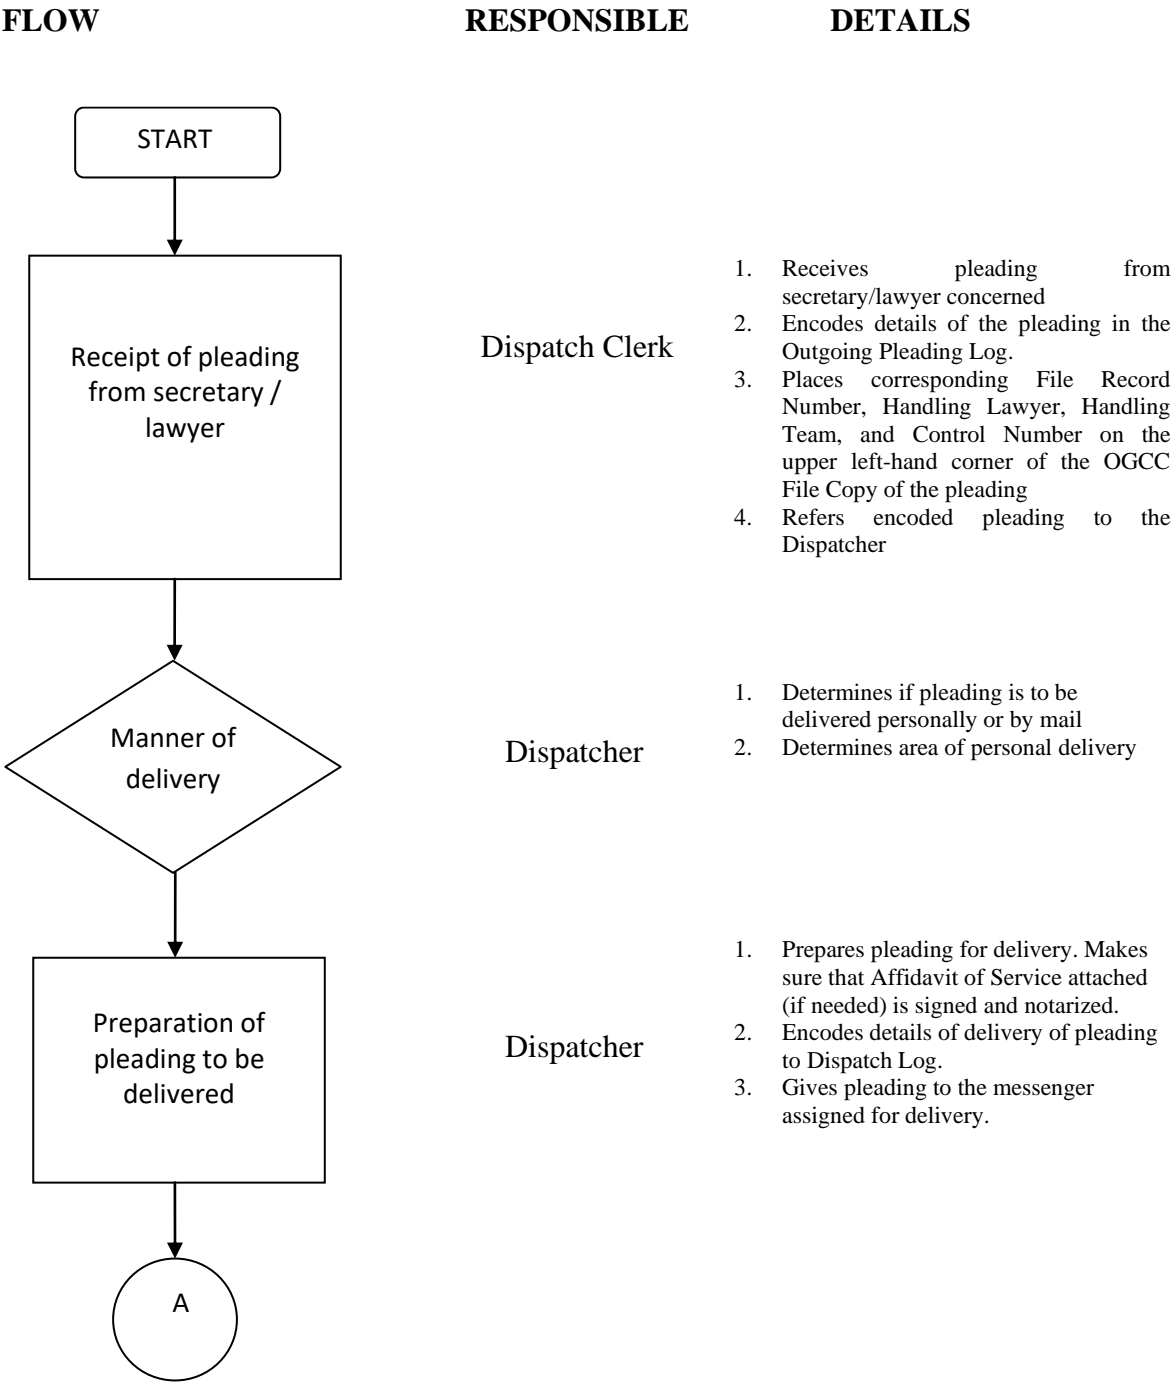 FLOW RESPONSIBLE DETAILS
START
Receipt of pleading
from secretary /
lawyer
Dispatch Clerk
1. Receives pleading from
secretary/lawyer concerned
2. Encodes details of the pleading in the
Outgoing Pleading Log.
3. Places corresponding File Record
Number, Handling Lawyer, Handling
Team, and Control Number on the
upper left-hand corner of the OGCC
File Copy of the pleading
4. Refers encoded pleading to the
Dispatcher
Manner of
delivery
Dispatcher
1. Determines if pleading is to be
delivered personally or by mail
2. Determines area of personal delivery
Preparation of
pleading to be
delivered
Dispatcher
1. Prepares pleading for delivery. Makes
sure that Affidavit of Service attached
(if needed) is signed and notarized.
2. Encodes details of delivery of pleading
to Dispatch Log.
3. Gives pleading to the messenger
assigned for delivery.
A